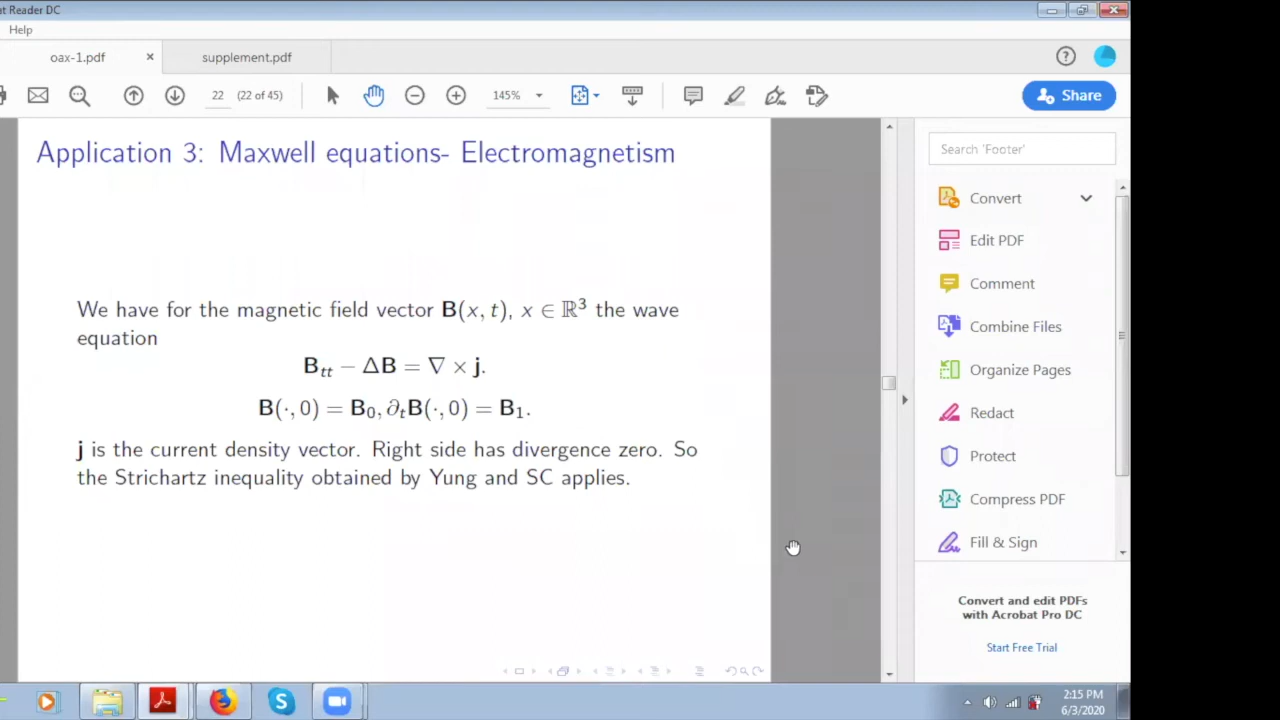 t Reader DC
Help
oax-1.pdf
supplement.pdf
22 (22 of 45)
145%
Share
Application 3: Maxwell equations- Electromagnetism
We have for the magnetic field vector B(x, t), x ∈ ℝ³ the wave
equation
B_tt − ΔB = ∇ × j.
B(·, 0) = B₀, ∂ₜB(·, 0) = B₁.
j is the current density vector. Right side has divergence zero. So
the Strichartz inequality obtained by Yung and SC applies.
Search 'Footer'
Convert
Edit PDF
Comment
Combine Files
Organize Pages
Redact
Protect
Compress PDF
Fill & Sign
Convert and edit PDFs
with Acrobat Pro DC
Start Free Trial
2:15 PM
6/3/2020